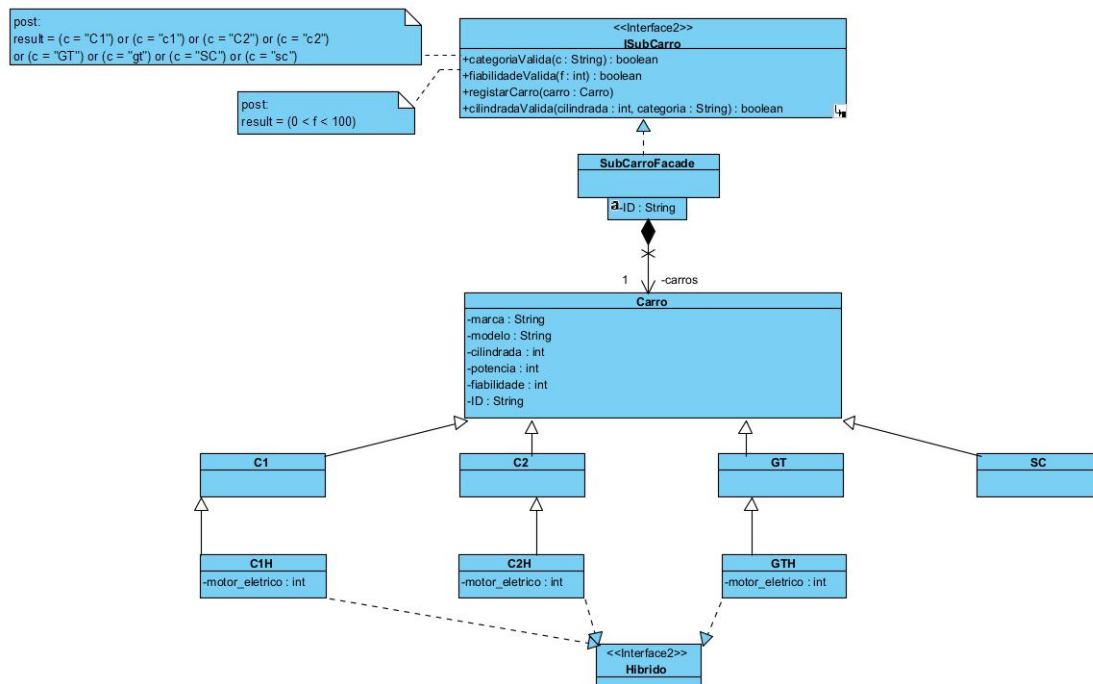 post:
result = (c = "C1") or (c = "c1") or (c = "C2") or (c = "c2")
or (c = "GT") or (c = "gt") or (c = "SC") or (c = "sc")
<<Interface2>>
ISubCarro
+categoriaValida(c : String) : boolean
+fiabilidadeValida(f : int) : boolean
+registarCarro(carro : Carro)
+cilindradaValida(cilindrada : int, categoria : String) : boolean
post:
result = (0 < f < 100)
SubCarroFacade
a
-ID : String
1
-carros
Carro
-marca : String
-modelo : String
-cilindrada : int
-potencia : int
-fiabilidade : int
-ID : String
C1
C2
GT
SC
C1H
-motor_eletrico : int
C2H
-motor_eletrico : int
GTH
-motor_eletrico : int
<<Interface2>>
Hibrido